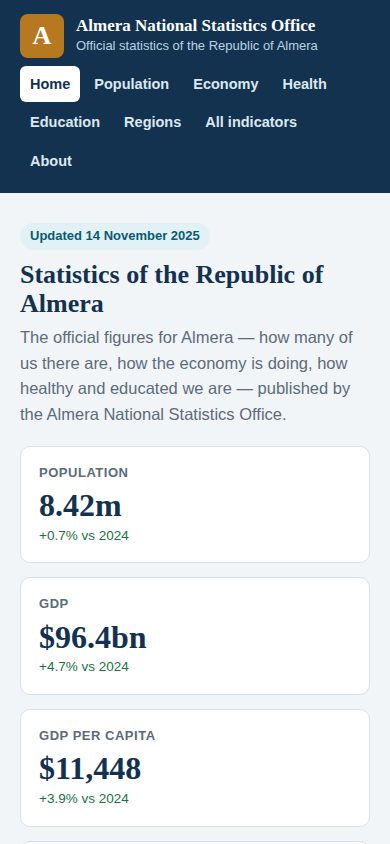 A
Almera National Statistics Office
Official statistics of the Republic of Almera
Home Population Economy Health
Education Regions All indicators
About
Updated 14 November 2025
Statistics of the Republic of
Almera
The official figures for Almera — how many of
us there are, how the economy is doing, how
healthy and educated we are — published by
the Almera National Statistics Office.
POPULATION
8.42m
+0.7% vs 2024
GDP
$96.4bn
+4.7% vs 2024
GDP PER CAPITA
$11,448
+3.9% vs 2024